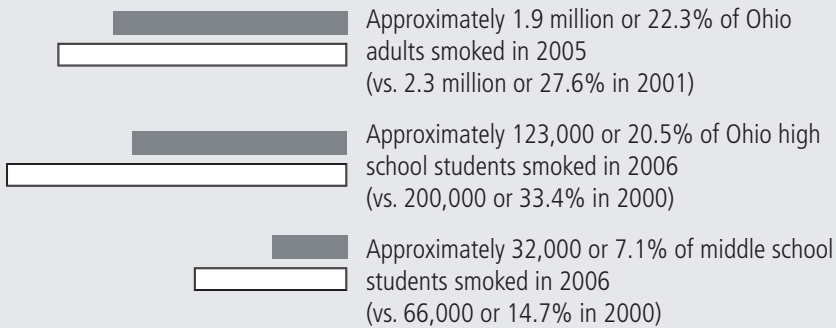 Approximately 1.9 million or 22.3% of Ohio
adults smoked in 2005
(vs. 2.3 million or 27.6% in 2001)
Approximately 123,000 or 20.5% of Ohio high
school students smoked in 2006
(vs. 200,000 or 33.4% in 2000)
Approximately 32,000 or 7.1% of middle school
students smoked in 2006
(vs. 66,000 or 14.7% in 2000)